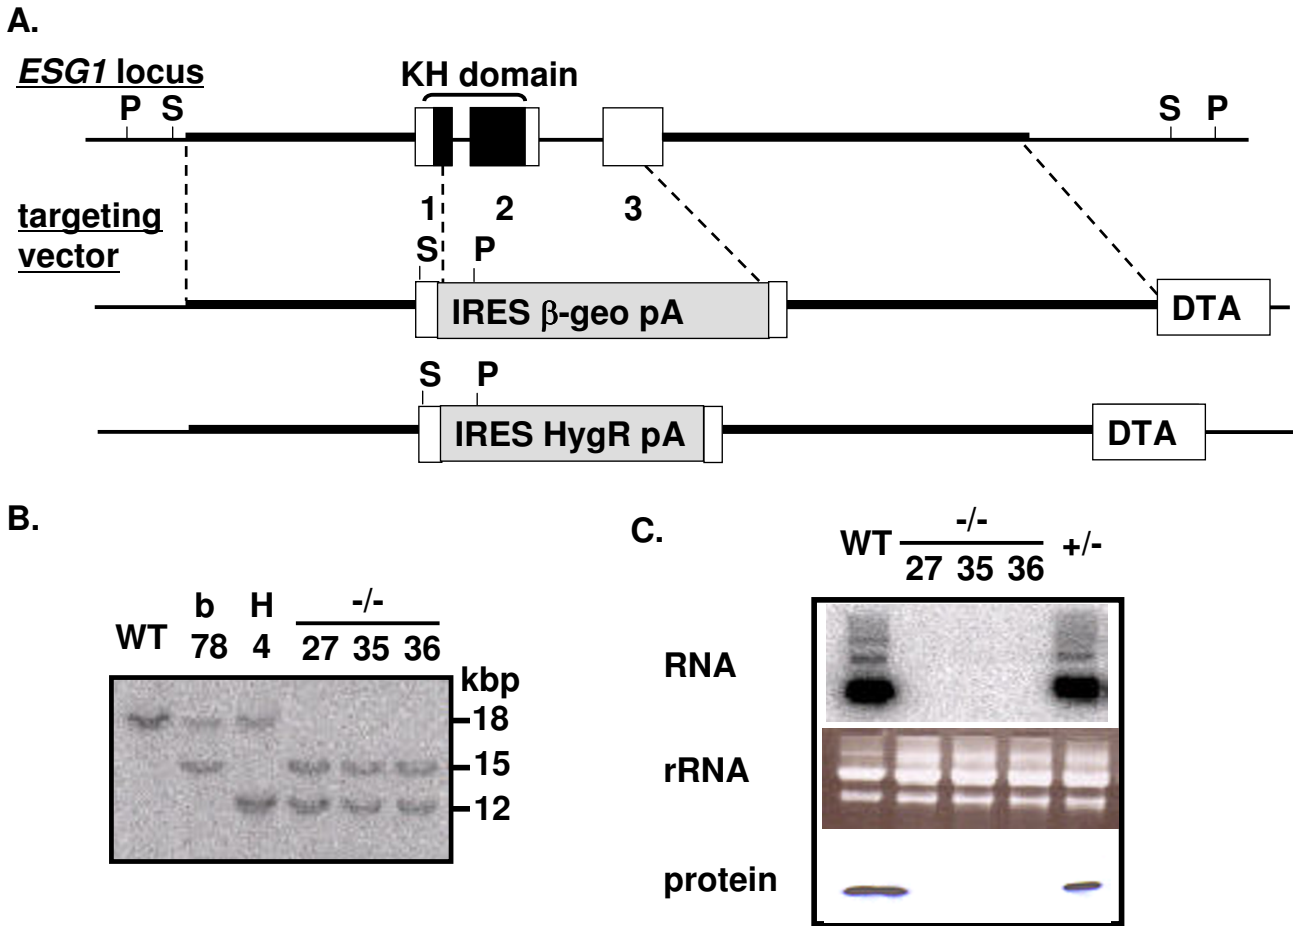 A.
ESG1 locus
KH domain
P S
S P
1 2 3
targeting
vector
S P
IRES β-geo pA
DTA
S P
IRES HygR pA
DTA
B.
WT
b
78
H
4
-/-
27 35 36
kbp
18
15
12
C.
WT
-/-
27 35 36
+/-
RNA
rRNA
protein